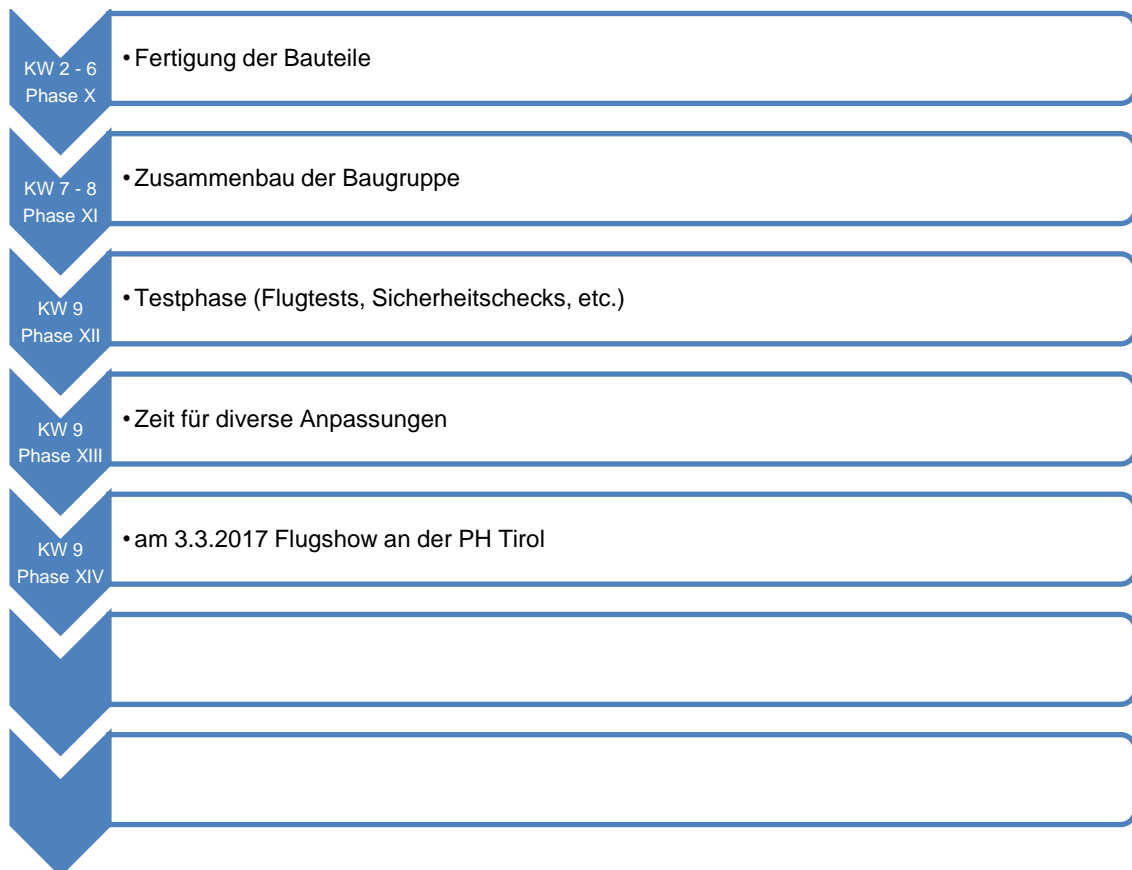 KW 2 - 6
Phase X
•Fertigung der Bauteile
KW 7 - 8
Phase XI
•Zusammenbau der Baugruppe
KW 9
Phase XII
•Testphase (Flugtests, Sicherheitschecks, etc.)
KW 9
Phase XIII
•Zeit für diverse Anpassungen
KW 9
Phase XIV
•am 3.3.2017 Flugshow an der PH Tirol